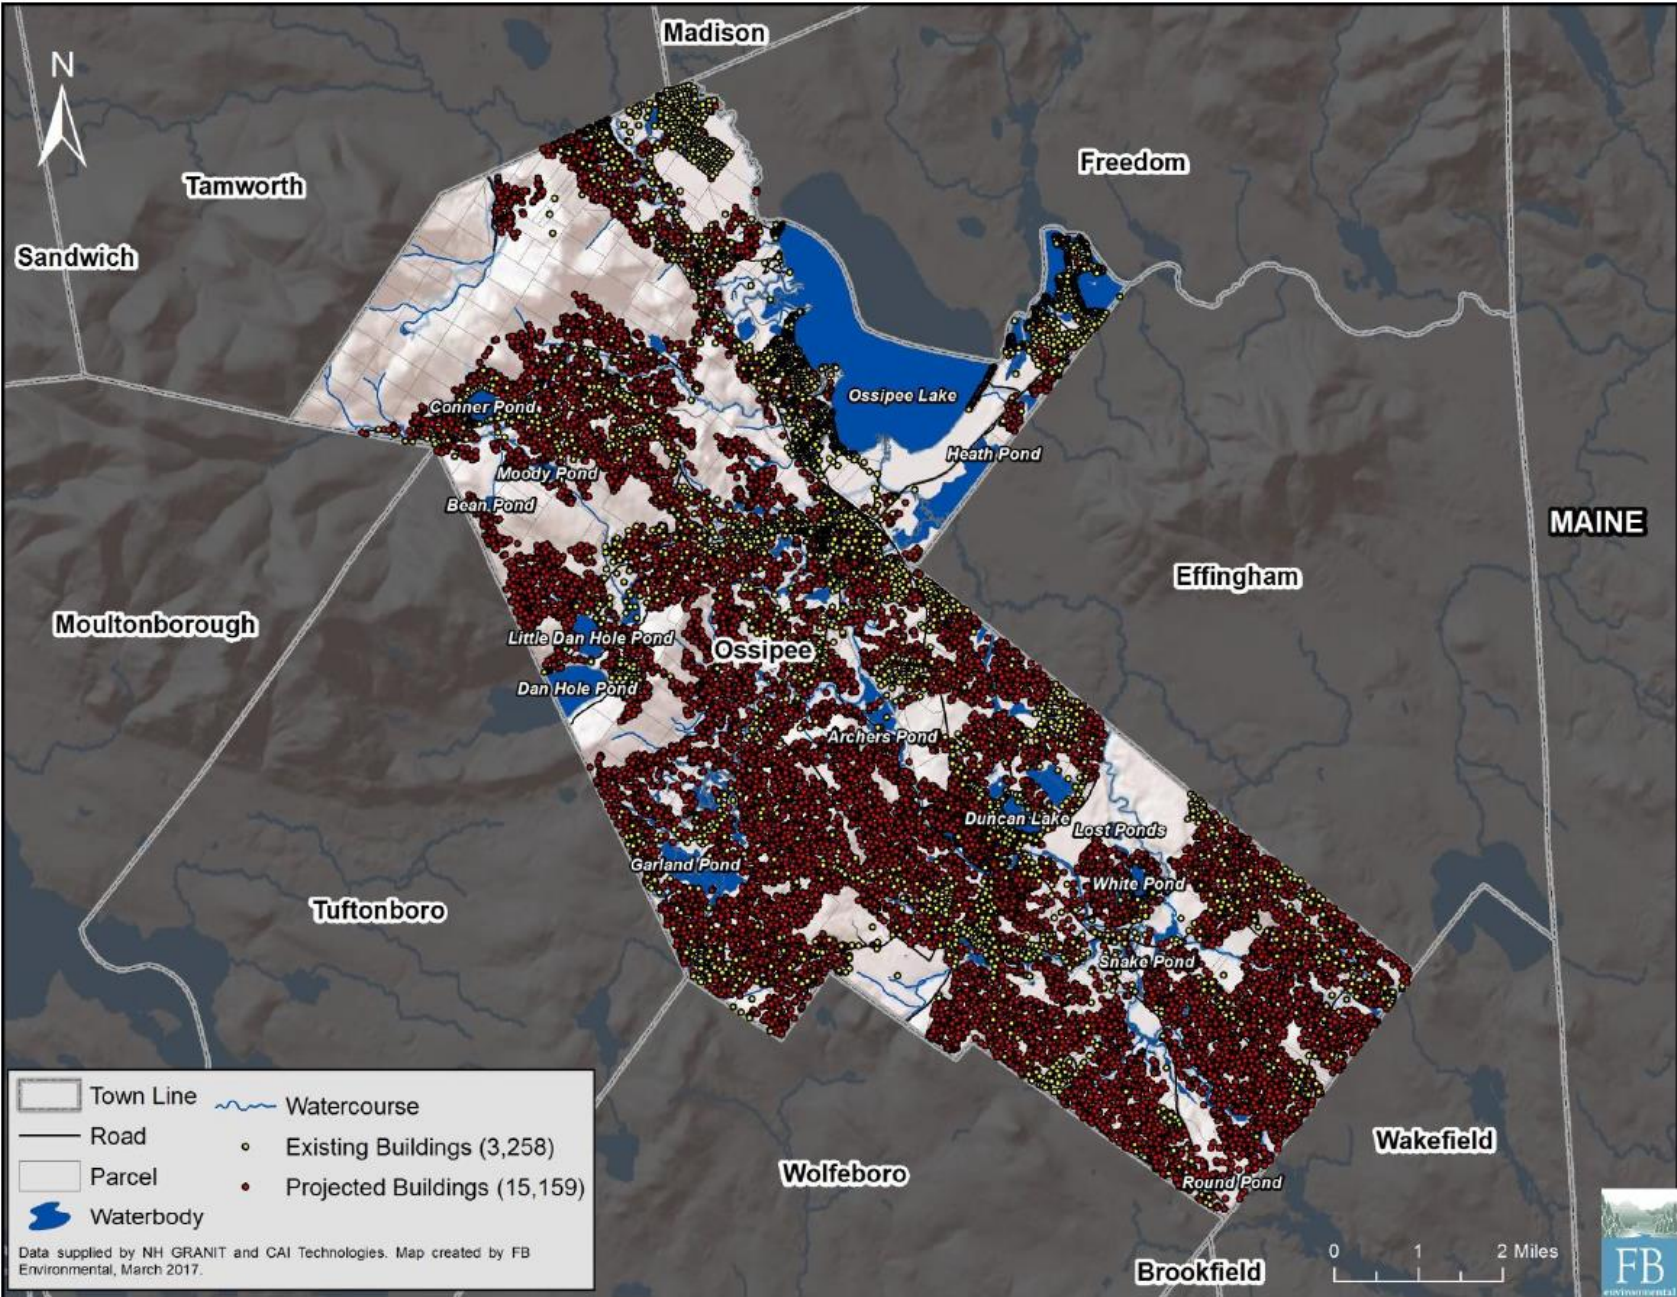 Madison
N
Freedom
Tamworth
Sandwich
Ossipee Lake
Conner Pond
Heath Pond
Moody Pond
Bean Pond
MAINE
Effingham
Moultonborough
Little Dan Hole Pond
Ossipee
Dan Hole Pond
Archers Pond
Duncan Lake
Lost Ponds
Garland Pond
White Pond
Tuftonboro
Snake Pond
Town Line
Watercourse
Road
Existing Buildings (3,258)
Parcel
Projected Buildings (15,159)
Waterbody
Data supplied by NH GRANIT and CAI Technologies. Map created by FB
Environmental, March 2017.
Wakefield
Wolfeboro
Round Pond
Brookfield
0 1 2 Miles
FB
environmental